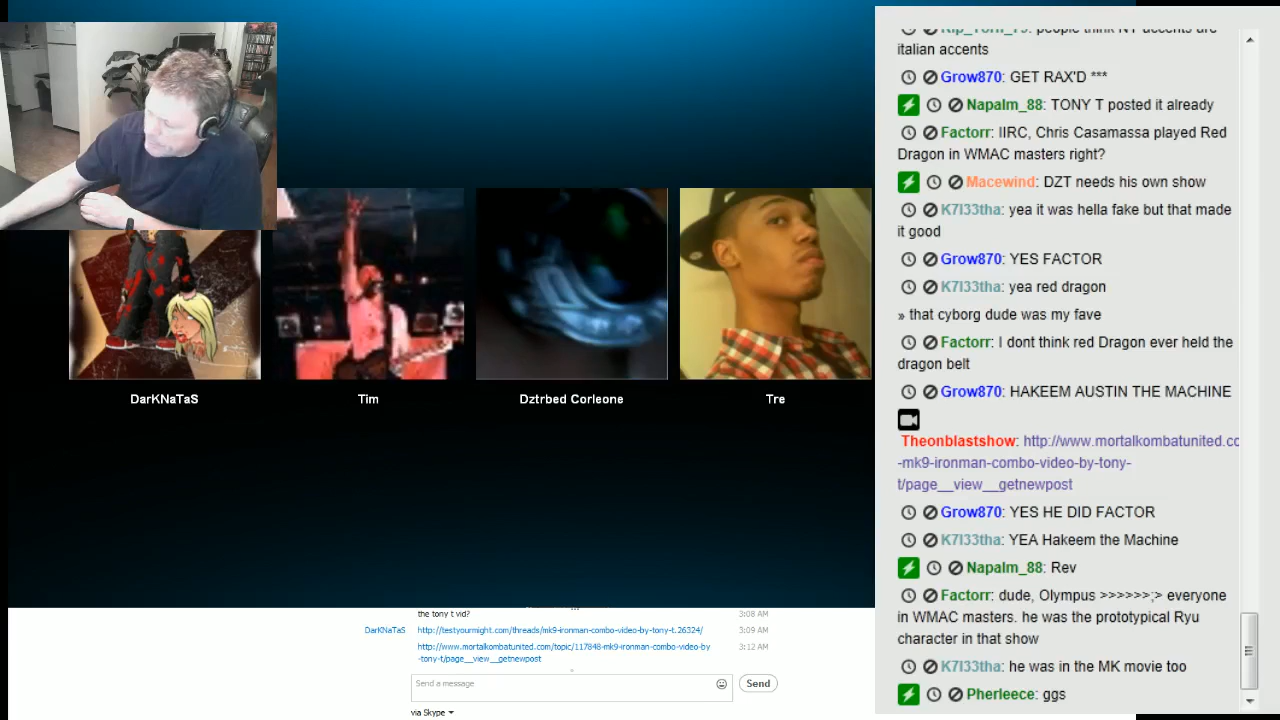 DarKNaTaS
Tim
Dztrbed Corleone
Tre
the tony t vid?
3:08 AM
DarKNaTaS
http://testyourmight.com/threads/mk9-ironman-combo-video-by-tony-t.26324/
3:09 AM
http://www.mortalkombatunited.com/topic/117848-mk9-ironman-combo-video-by
-tony-t/page__view__getnewpost
3:12 AM
Send a message
Send
via Skype
people think NY accents are
italian accents
Grow870: GET RAX'D ***
Napalm_88: TONY T posted it already
Factorr: IIRC, Chris Casamassa played Red
Dragon in WMAC masters right?
Macewind: DZT needs his own show
K7l33tha: yea it was hella fake but that made
it good
Grow870: YES FACTOR
K7l33tha: yea red dragon
» that cyborg dude was my fave
Factorr: I dont think red Dragon ever held the
dragon belt
Grow870: HAKEEM AUSTIN THE MACHINE
Theonblastshow: http://www.mortalkombatunited.co
-mk9-ironman-combo-video-by-tony-
t/page__view__getnewpost
Grow870: YES HE DID FACTOR
K7l33tha: YEA Hakeem the Machine
Napalm_88: Rev
Factorr: dude, Olympus >>>>>>;> everyone
in WMAC masters. he was the prototypical Ryu
character in that show
K7l33tha: he was in the MK movie too
Pherleece: ggs